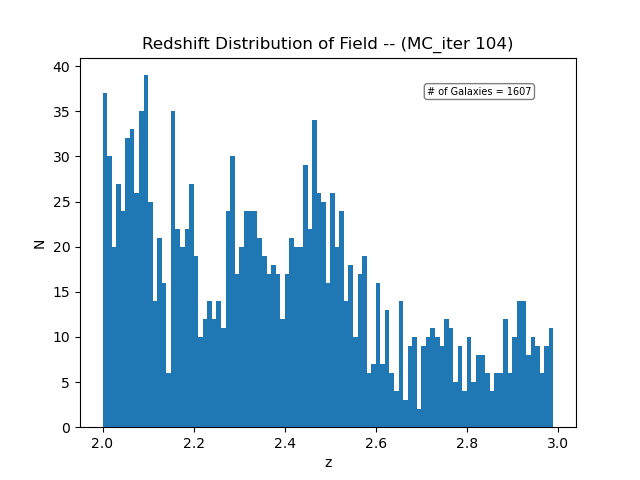 Redshift Distribution of Field -- (MC_iter 104)
# of Galaxies = 1607
40
35
30
25
20
15
10
5
0
N
2.0 2.2 2.4 2.6 2.8 3.0
z